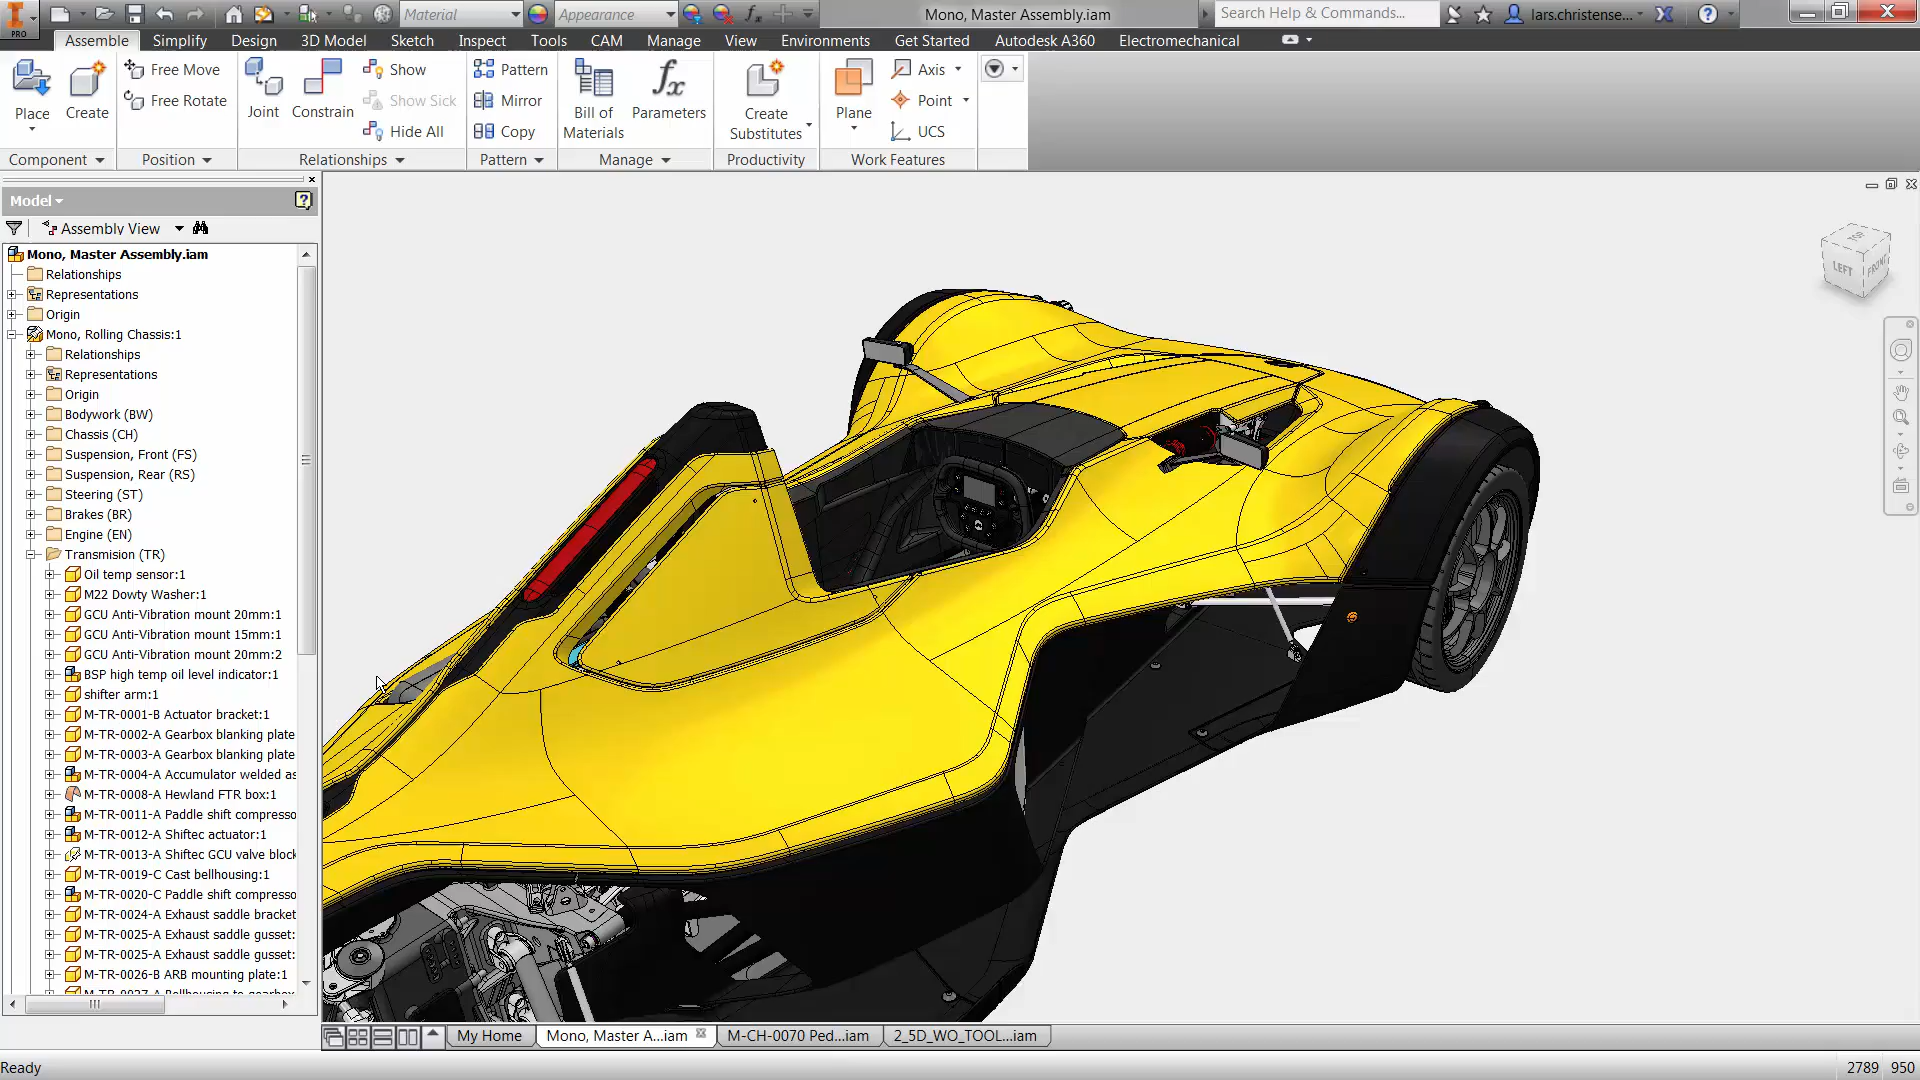 PRO
Material
Appearance
Mono, Master Assembly.iam
Search Help & Commands...
lars.christense...
Assemble Simplify Design 3D Model Sketch Inspect Tools CAM Manage View Environments Get Started Autodesk A360 Electromechanical
Place
Create
Free Move
Free Rotate
Joint
Constrain
Show
Show Sick
Hide All
Pattern
Mirror
Copy
Bill of
Materials
Parameters
Create
Substitutes
Plane
Axis
Point
UCS
Component
Position
Relationships
Pattern
Manage
Productivity
Work Features
Model
Assembly View
Mono, Master Assembly.iam
Relationships
Representations
Origin
Mono, Rolling Chassis:1
Relationships
Representations
Origin
Bodywork (BW)
Chassis (CH)
Suspension, Front (FS)
Suspension, Rear (RS)
Steering (ST)
Brakes (BR)
Engine (EN)
Transmision (TR)
Oil temp sensor:1
M22 Dowty Washer:1
GCU Anti-Vibration mount 20mm:1
GCU Anti-Vibration mount 15mm:1
GCU Anti-Vibration mount 20mm:2
BSP high temp oil level indicator:1
shifter arm:1
M-TR-0001-B Actuator bracket:1
M-TR-0002-A Gearbox blanking plate
M-TR-0003-A Gearbox blanking plate
M-TR-0004-A Accumulator welded as
M-TR-0008-A Hewland FTR box:1
M-TR-0011-A Paddle shift compresso
M-TR-0012-A Shiftec actuator:1
M-TR-0013-A Shiftec GCU valve block
M-TR-0019-C Cast bellhousing:1
M-TR-0020-C Paddle shift compresso
M-TR-0024-A Exhaust saddle bracket
M-TR-0025-A Exhaust saddle gusset:
M-TR-0025-A Exhaust saddle gusset:
M-TR-0026-B ARB mounting plate:1
M-TR-0027-A Bellhousing to gearbox
TOP
LEFT
FRONT
My Home
Mono, Master A...iam
M-CH-0070 Ped...iam
2_5D_WO_TOOL...iam
Ready
2789 950